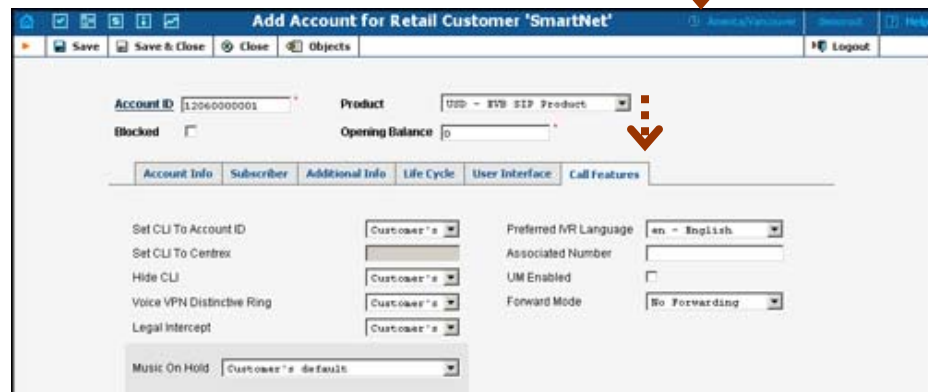 Add Account for Retail Customer 'SmartNet' America/Vancouver demoroot Help
Save Save & Close Close Objects Logout
Account ID 12060000001 * Product USD - EVB SIP Product
Blocked Opening Balance 0 *
Account Info Subscriber Additional Info Life Cycle User Interface Call Features
Set CLI To Account ID Customer's Preferred IVR Language en - English
Set CLI To Centrex Associated Number
Hide CLI Customer's UM Enabled
Voice VPN Distinctive Ring Customer's Forward Mode No Forwarding
Legal Intercept Customer's
Music On Hold Customer's default